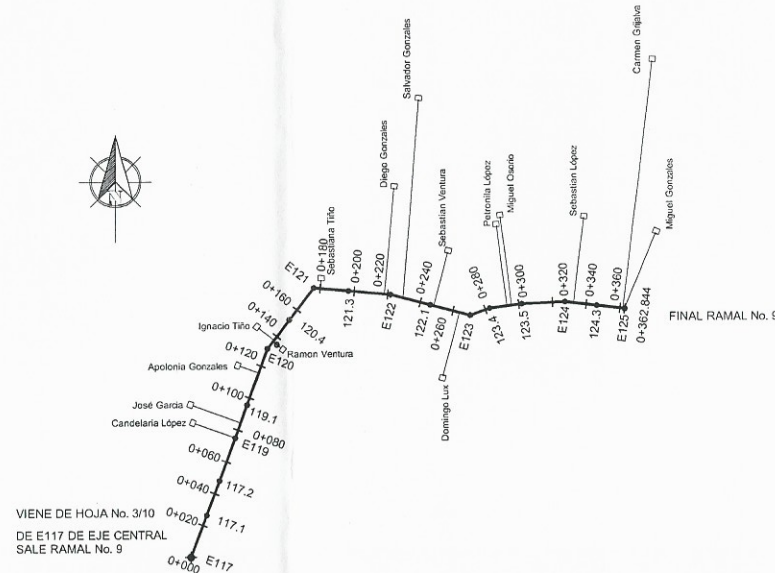 Carmen Grijalva
Salvador Gonzales
Diego Gonzales
Sebastian Ventura
Petronila López
Miguel Osorio
Sebastian López
Miguel Gonzales
N
0+180
Sebastiana Tiño
E121
0+200
121.3
0+220
E122
0+240
122.1
0+260
E123
0+280
123.4
0+300
123.5
0+320
E124
0+340
124.3
0+360
E125
0+362.844
FINAL RAMAL No. 9
0+160
120.4
0+140
Ignacio Tiño
Ramon Ventura
0+120
E120
Apolonia Gonzales
Domingo Lux
0+100
José Garcia
119.1
Candelaria López
0+080
E119
0+060
117.2
0+040
VIENE DE HOJA No. 3/10
0+020
117.1
DE E117 DE EJE CENTRAL
SALE RAMAL No. 9
0+000
E117